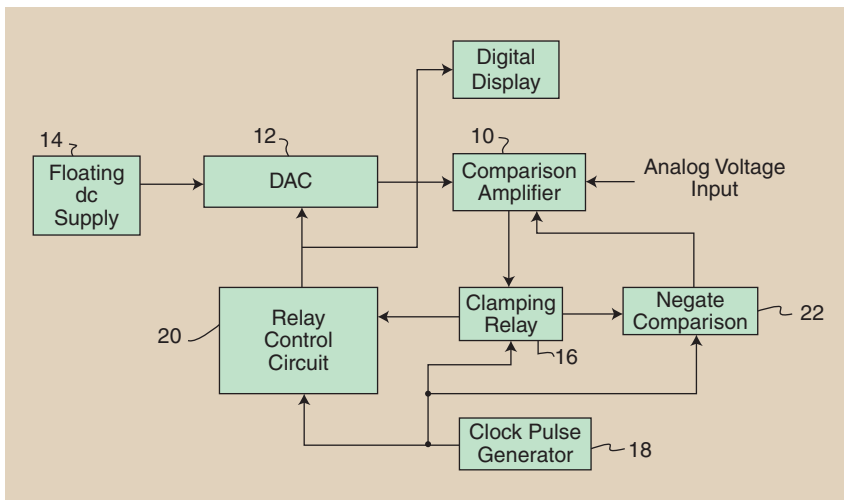 Digital
Display
14
Floating
dc
Supply
12
DAC
10
Comparison
Amplifier
Analog Voltage
Input
20
Relay
Control
Circuit
Clamping
Relay
16
Negate
Comparison
22
Clock Pulse
Generator
18